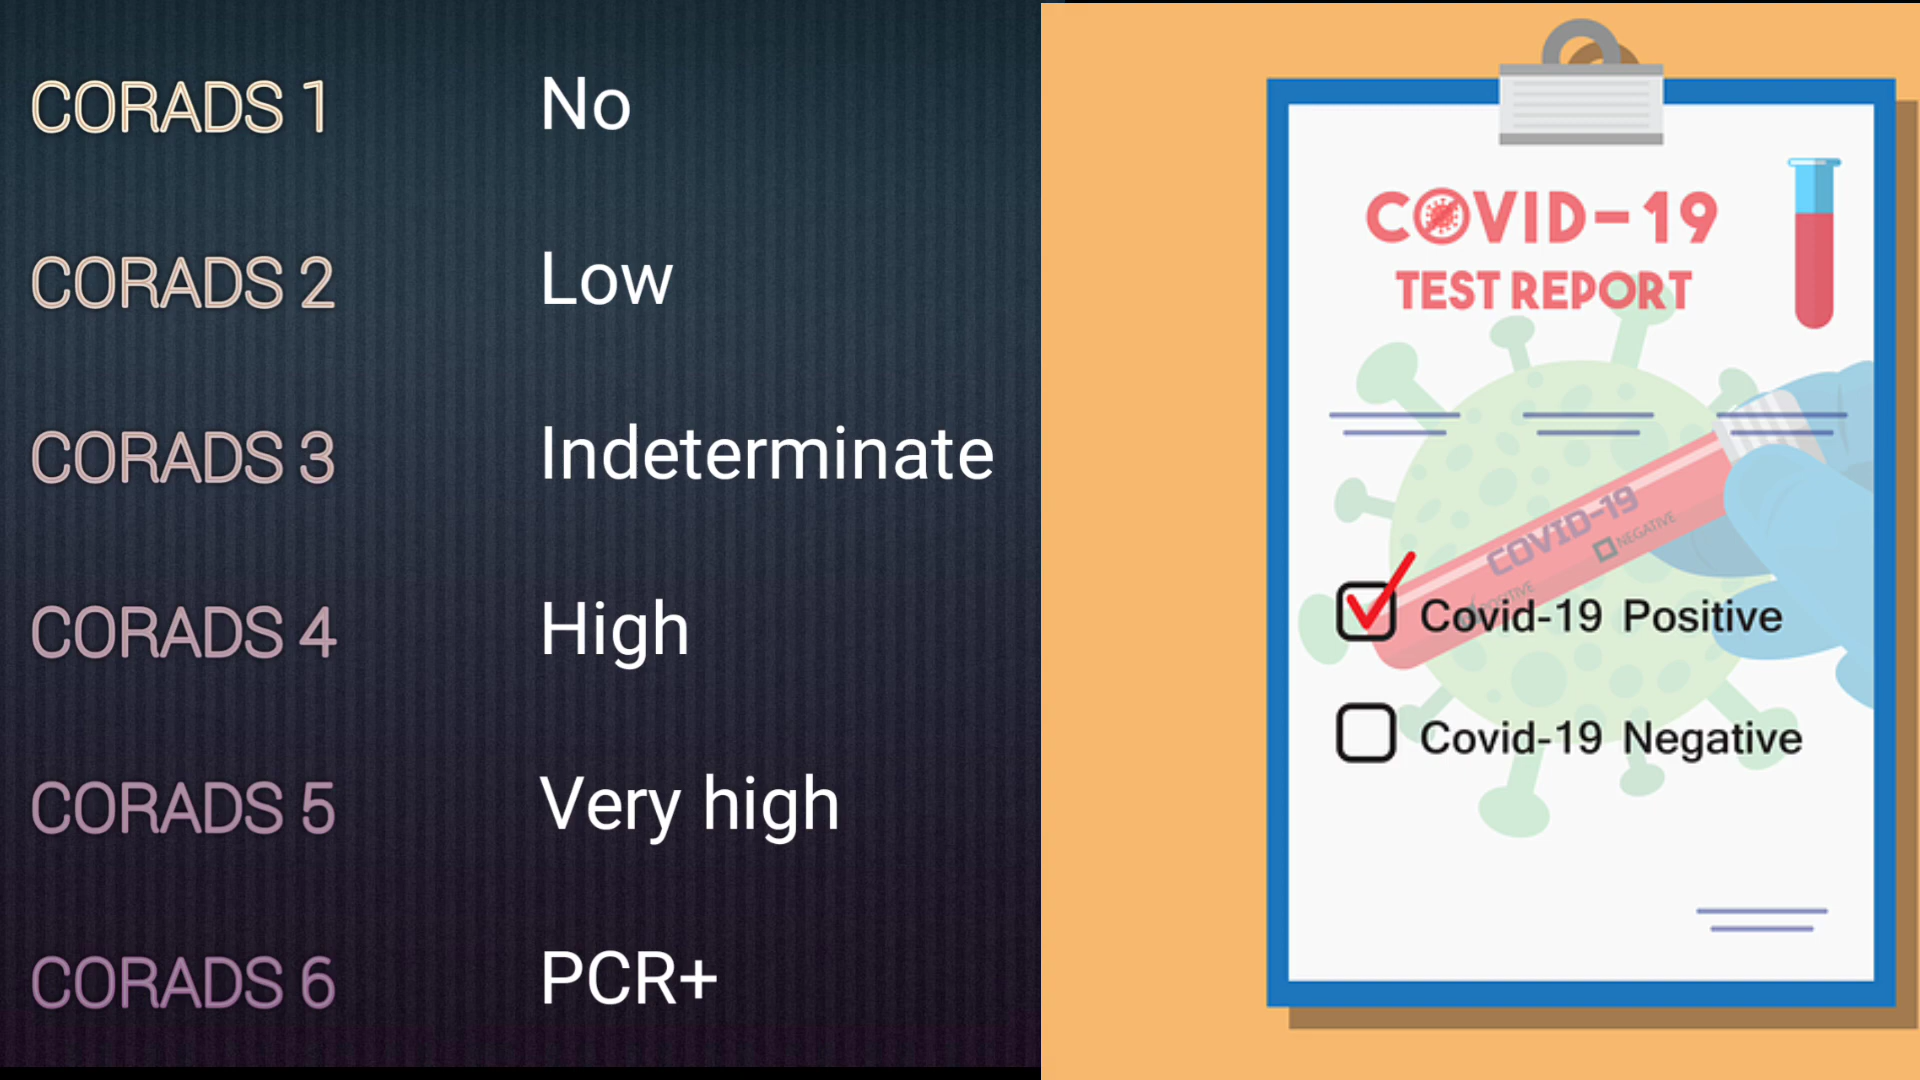 CORADS 1 No
CORADS 2 Low
CORADS 3 Indeterminate
CORADS 4 High
CORADS 5 Very high
CORADS 6 PCR+
COVID-19
TEST REPORT
COVID-19
POSITIVE
NEGATIVE
Covid-19 Positive
Covid-19 Negative